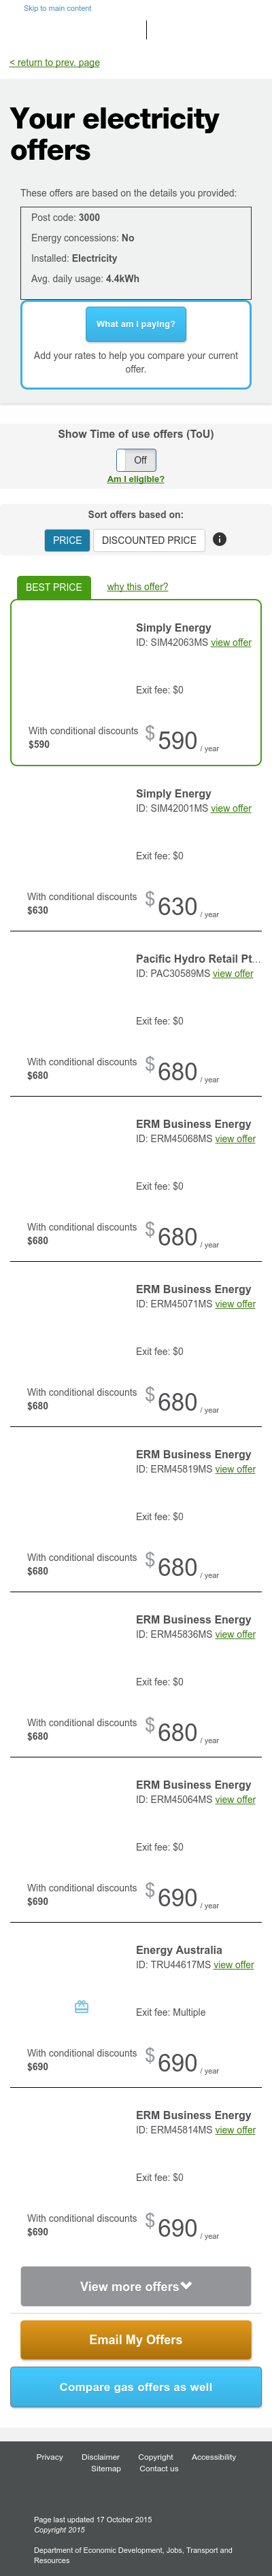 Skip to main content
< return to prev. page
Your electricity
offers
These offers are based on the details you provided:
Post code: 3000
Energy concessions: No
Installed: Electricity
Avg. daily usage: 4.4kWh
What am I paying?
Add your rates to help you compare your current
offer.
Show Time of use offers (ToU)
Off
Am I eligible?
Sort offers based on:
PRICE DISCOUNTED PRICE
BEST PRICE why this offer?
Simply Energy
ID: SIM42063MS view offer
Exit fee: $0
With conditional discounts
$590
$590 / year
Simply Energy
ID: SIM42001MS view offer
Exit fee: $0
With conditional discounts
$630
$630 / year
Pacific Hydro Retail Pt...
ID: PAC30589MS view offer
Exit fee: $0
With conditional discounts
$680
$680 / year
ERM Business Energy
ID: ERM45068MS view offer
Exit fee: $0
With conditional discounts
$680
$680 / year
ERM Business Energy
ID: ERM45071MS view offer
Exit fee: $0
With conditional discounts
$680
$680 / year
ERM Business Energy
ID: ERM45819MS view offer
Exit fee: $0
With conditional discounts
$680
$680 / year
ERM Business Energy
ID: ERM45836MS view offer
Exit fee: $0
With conditional discounts
$680
$680 / year
ERM Business Energy
ID: ERM45064MS view offer
Exit fee: $0
With conditional discounts
$690
$690 / year
Energy Australia
ID: TRU44617MS view offer
Exit fee: Multiple
With conditional discounts
$690
$690 / year
ERM Business Energy
ID: ERM45814MS view offer
Exit fee: $0
With conditional discounts
$690
$690 / year
View more offers
Email My Offers
Compare gas offers as well
Privacy Disclaimer Copyright Accessibility
Sitemap Contact us
Page last updated 17 October 2015
Copyright 2015
Department of Economic Development, Jobs, Transport and
Resources